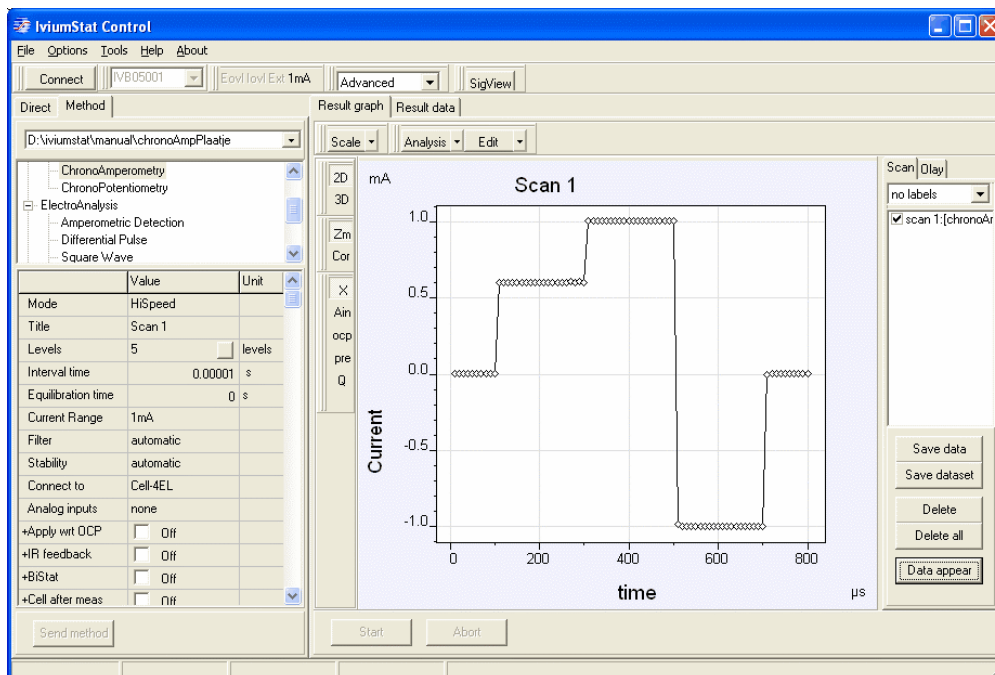 IviumStat Control
File Options Tools Help About
Connect IVB05001 Eovl Iovl Ext 1mA Advanced SigView
Direct Method
D:\iviumstat\manual\chronoAmpPlaatje
ChronoAmperometry
ChronoPotentiometry
ElectroAnalysis
Amperometric Detection
Differential Pulse
Square Wave
Value Unit
Mode HiSpeed
Title Scan 1
Levels 5 levels
Interval time 0.00001 s
Equilibration time 0 s
Current Range 1mA
Filter automatic
Stability automatic
Connect to Cell-4EL
Analog inputs none
+Apply wrt OCP Off
+IR feedback Off
+BiStat Off
+Cell after meas Off
Send method
Result graph Result data
Scale Analysis Edit
2D
3D
Zm
Cor
X
Ain
ocp
pre
Q
mA
Scan 1
1.0
0.5
0.0
-0.5
-1.0
Current
0 200 400 600 800
time
µs
Start Abort
Scan Olay
no labels
scan 1:[chronoAr
Save data
Save dataset
Delete
Delete all
Data appear